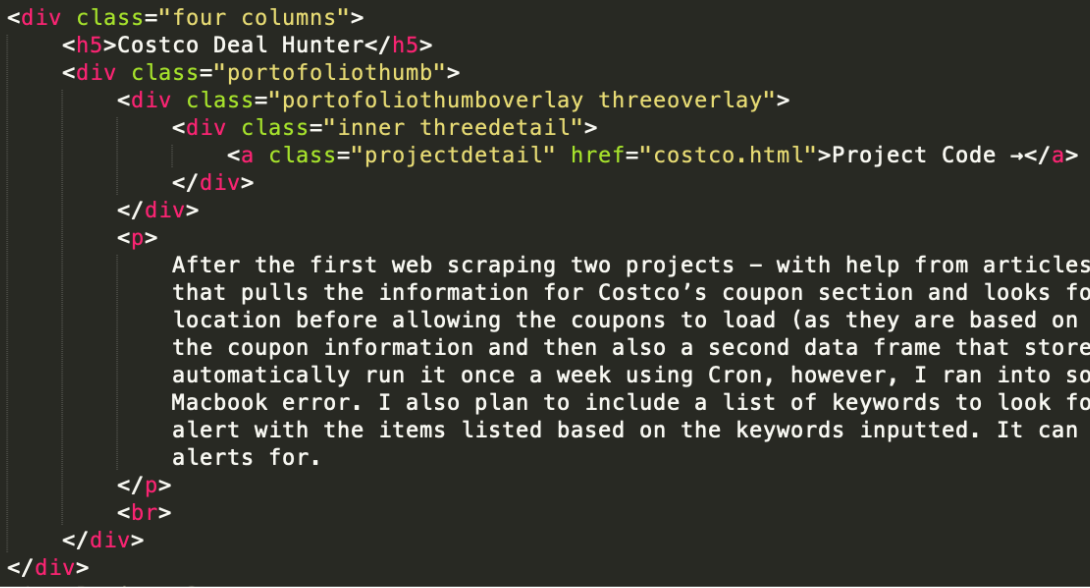 <div class="four columns">
<h5>Costco Deal Hunter</h5>
<div class="portofoliothumb">
<div class="portofoliothumboverlay threeoverlay">
<div class="inner threedetail">
<a class="projectdetail" href="costco.html">Project Code →</a>
</div>
</div>
<p>
After the first web scraping two projects – with help from articles
that pulls the information for Costco’s coupon section and looks fo
location before allowing the coupons to load (as they are based on
the coupon information and then also a second data frame that store
automatically run it once a week using Cron, however, I ran into so
Macbook error. I also plan to include a list of keywords to look fo
alert with the items listed based on the keywords inputted. It can
alerts for.
</p>
<br>
</div>
</div>